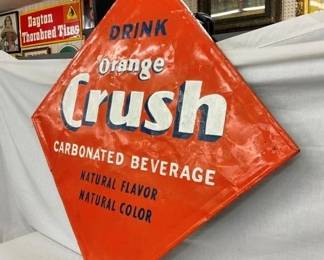 Dayton
Thorobred Tires
DRINK
Orange
Crush
CARBONATED BEVERAGE
NATURAL FLAVOR
NATURAL COLOR